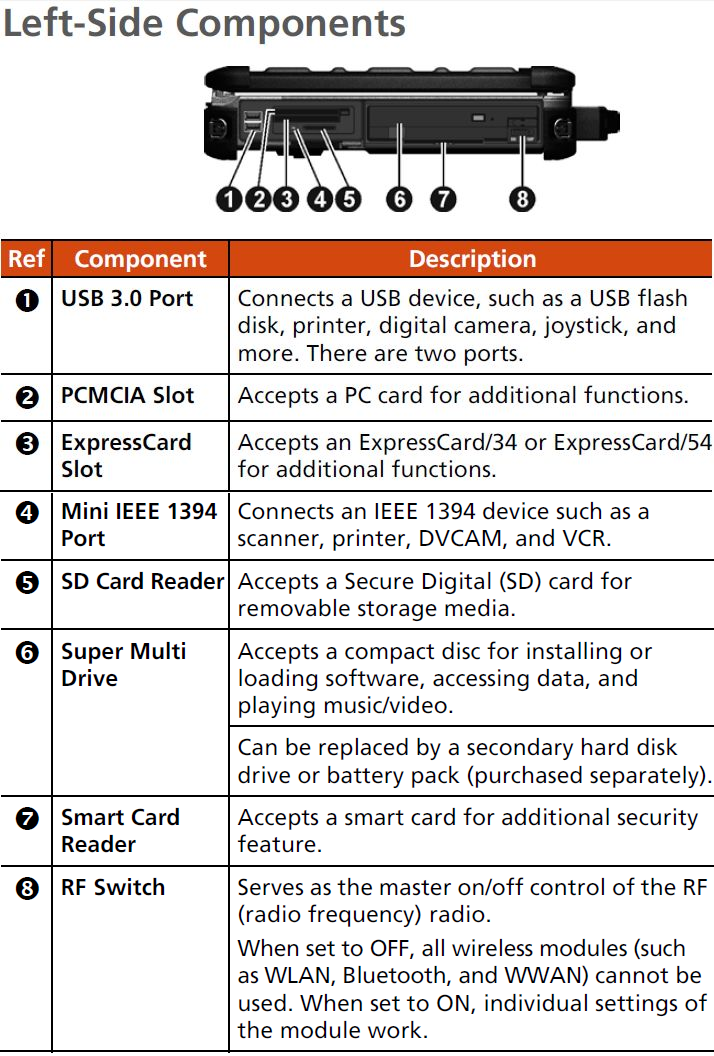 Left-Side Components
1 2 3 4 5 6 7 8
Ref Component Description
1 USB 3.0 Port Connects a USB device, such as a USB flash
disk, printer, digital camera, joystick, and
more. There are two ports.
2 PCMCIA Slot Accepts a PC card for additional functions.
3 ExpressCard Accepts an ExpressCard/34 or ExpressCard/54
Slot for additional functions.
4 Mini IEEE 1394 Connects an IEEE 1394 device such as a
Port scanner, printer, DVCAM, and VCR.
5 SD Card Reader Accepts a Secure Digital (SD) card for
removable storage media.
6 Super Multi Accepts a compact disc for installing or
Drive loading software, accessing data, and
playing music/video.
Can be replaced by a secondary hard disk
drive or battery pack (purchased separately).
7 Smart Card Accepts a smart card for additional security
Reader feature.
8 RF Switch Serves as the master on/off control of the RF
(radio frequency) radio.
When set to OFF, all wireless modules (such
as WLAN, Bluetooth, and WWAN) cannot be
used. When set to ON, individual settings of
the module work.